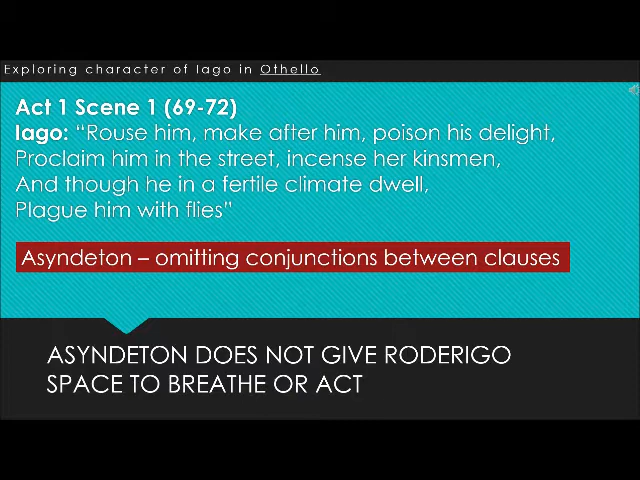 Exploring character of Iago in Othello
Act 1 Scene 1 (69-72)
Iago: “Rouse him, make after him, poison his delight,
Proclaim him in the street, incense her kinsmen,
And though he in a fertile climate dwell,
Plague him with flies”
Asyndeton – omitting conjunctions between clauses
ASYNDETON DOES NOT GIVE RODERIGO
SPACE TO BREATHE OR ACT